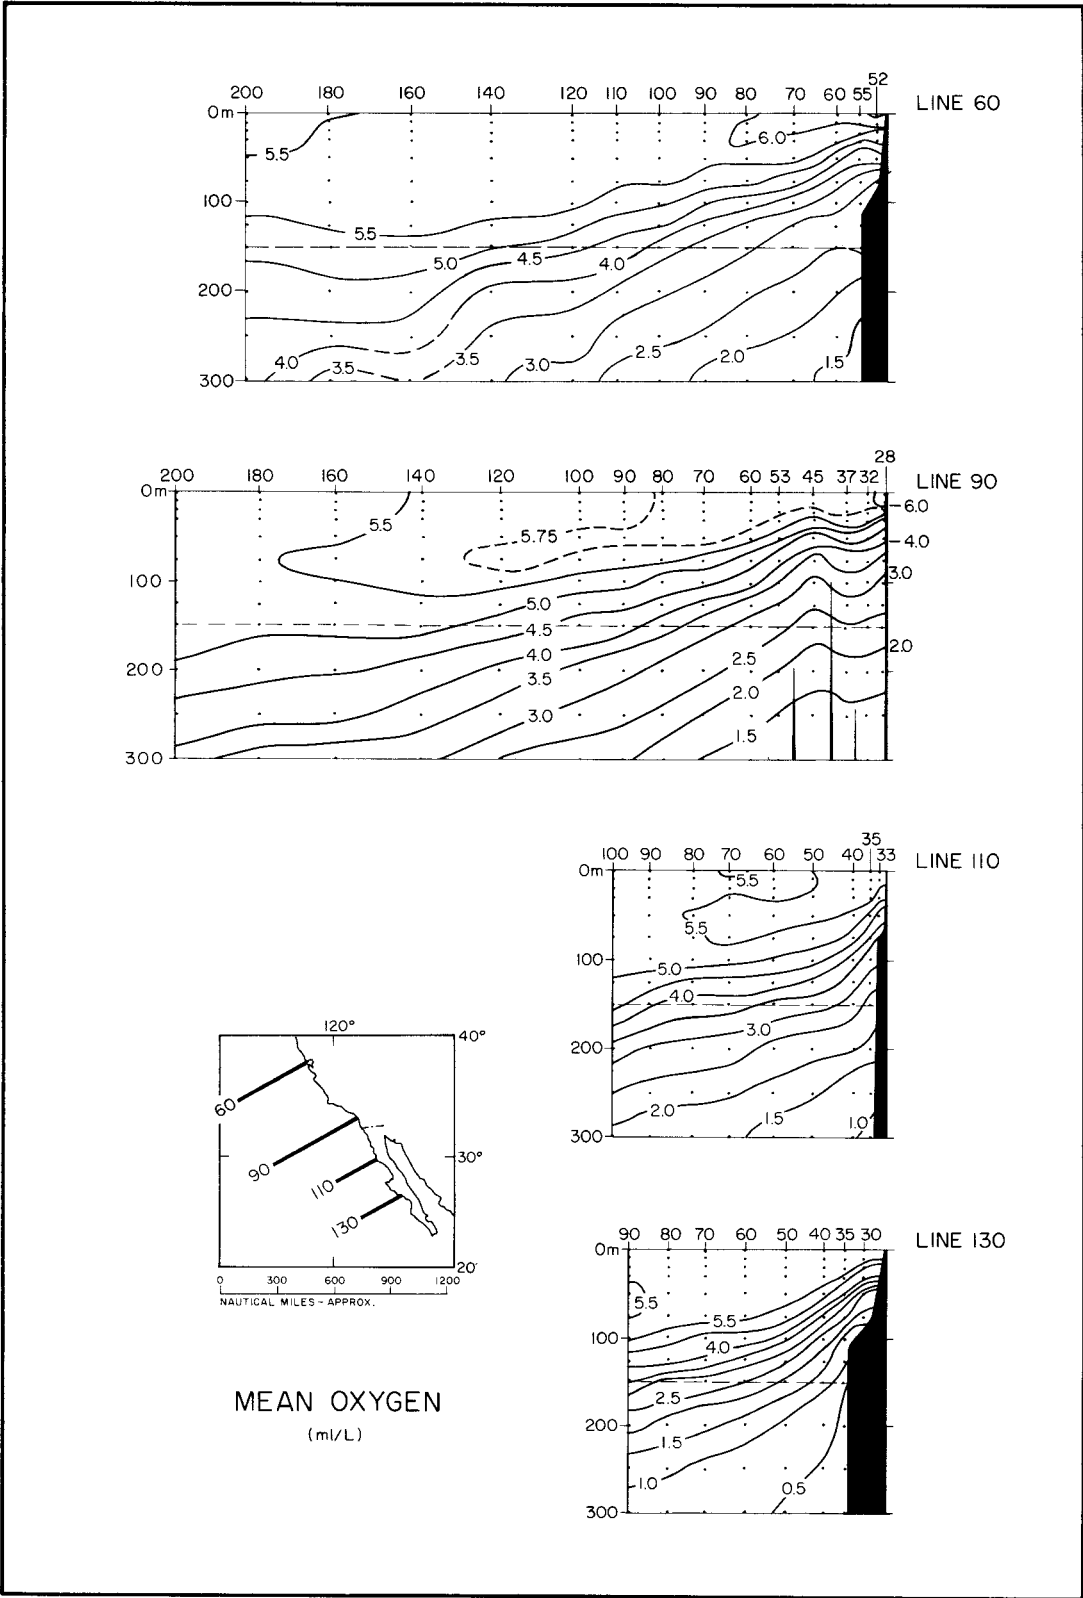 52
200 180 160 140 120 110 100 90 80 70 60 55
LINE 60
0m
6.0
5.5
100
5.5
5.0 4.5 4.0
200
4.0 3.5 3.5 3.0 2.5 2.0 1.5
300
28
200 180 160 140 120 100 90 80 70 60 53 45 37 32
LINE 90
0m
6.0
5.5 5.75
4.0
100
3.0
5.0
4.5
2.0
4.0 2.5
200
3.5 2.0
3.0
1.5
300
35
100 90 80 70 60 50 40 33
LINE 110
0m
5.5
5.5
100
5.0
4.0
3.0
200
2.0 1.5 1.0
300
120°
40°
60
90
30°
110
130
20°
0 300 600 900 1200
NAUTICAL MILES - APPROX.
90 80 70 60 50 40 35 30
LINE 130
0m
5.5
5.5
100
4.0
2.5
200
1.5
1.0 0.5
300
MEAN OXYGEN
(ml/L)